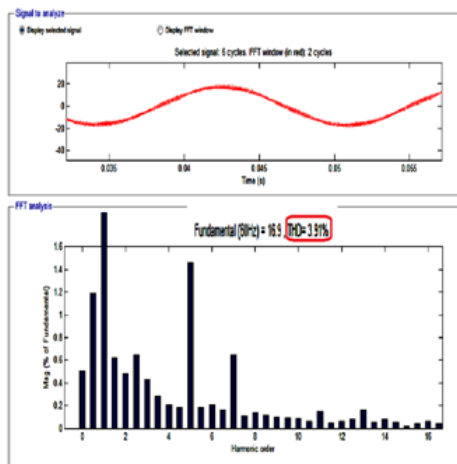 Signal to analyze
Display selected signal Display FFT window
Selected signal: 6 cycles. FFT window (in red): 2 cycles
20
0
-20
-40
0.035 0.04 0.045 0.05 0.055
Time (s)
FFT analysis
Fundamental (60Hz) = 16.9 , THD= 3.91%
1.6
1.4
1.2
1
0.8
0.6
0.4
0.2
0
Mag (% of Fundamental)
0 2 4 6 8 10 12 14 16
Harmonic order